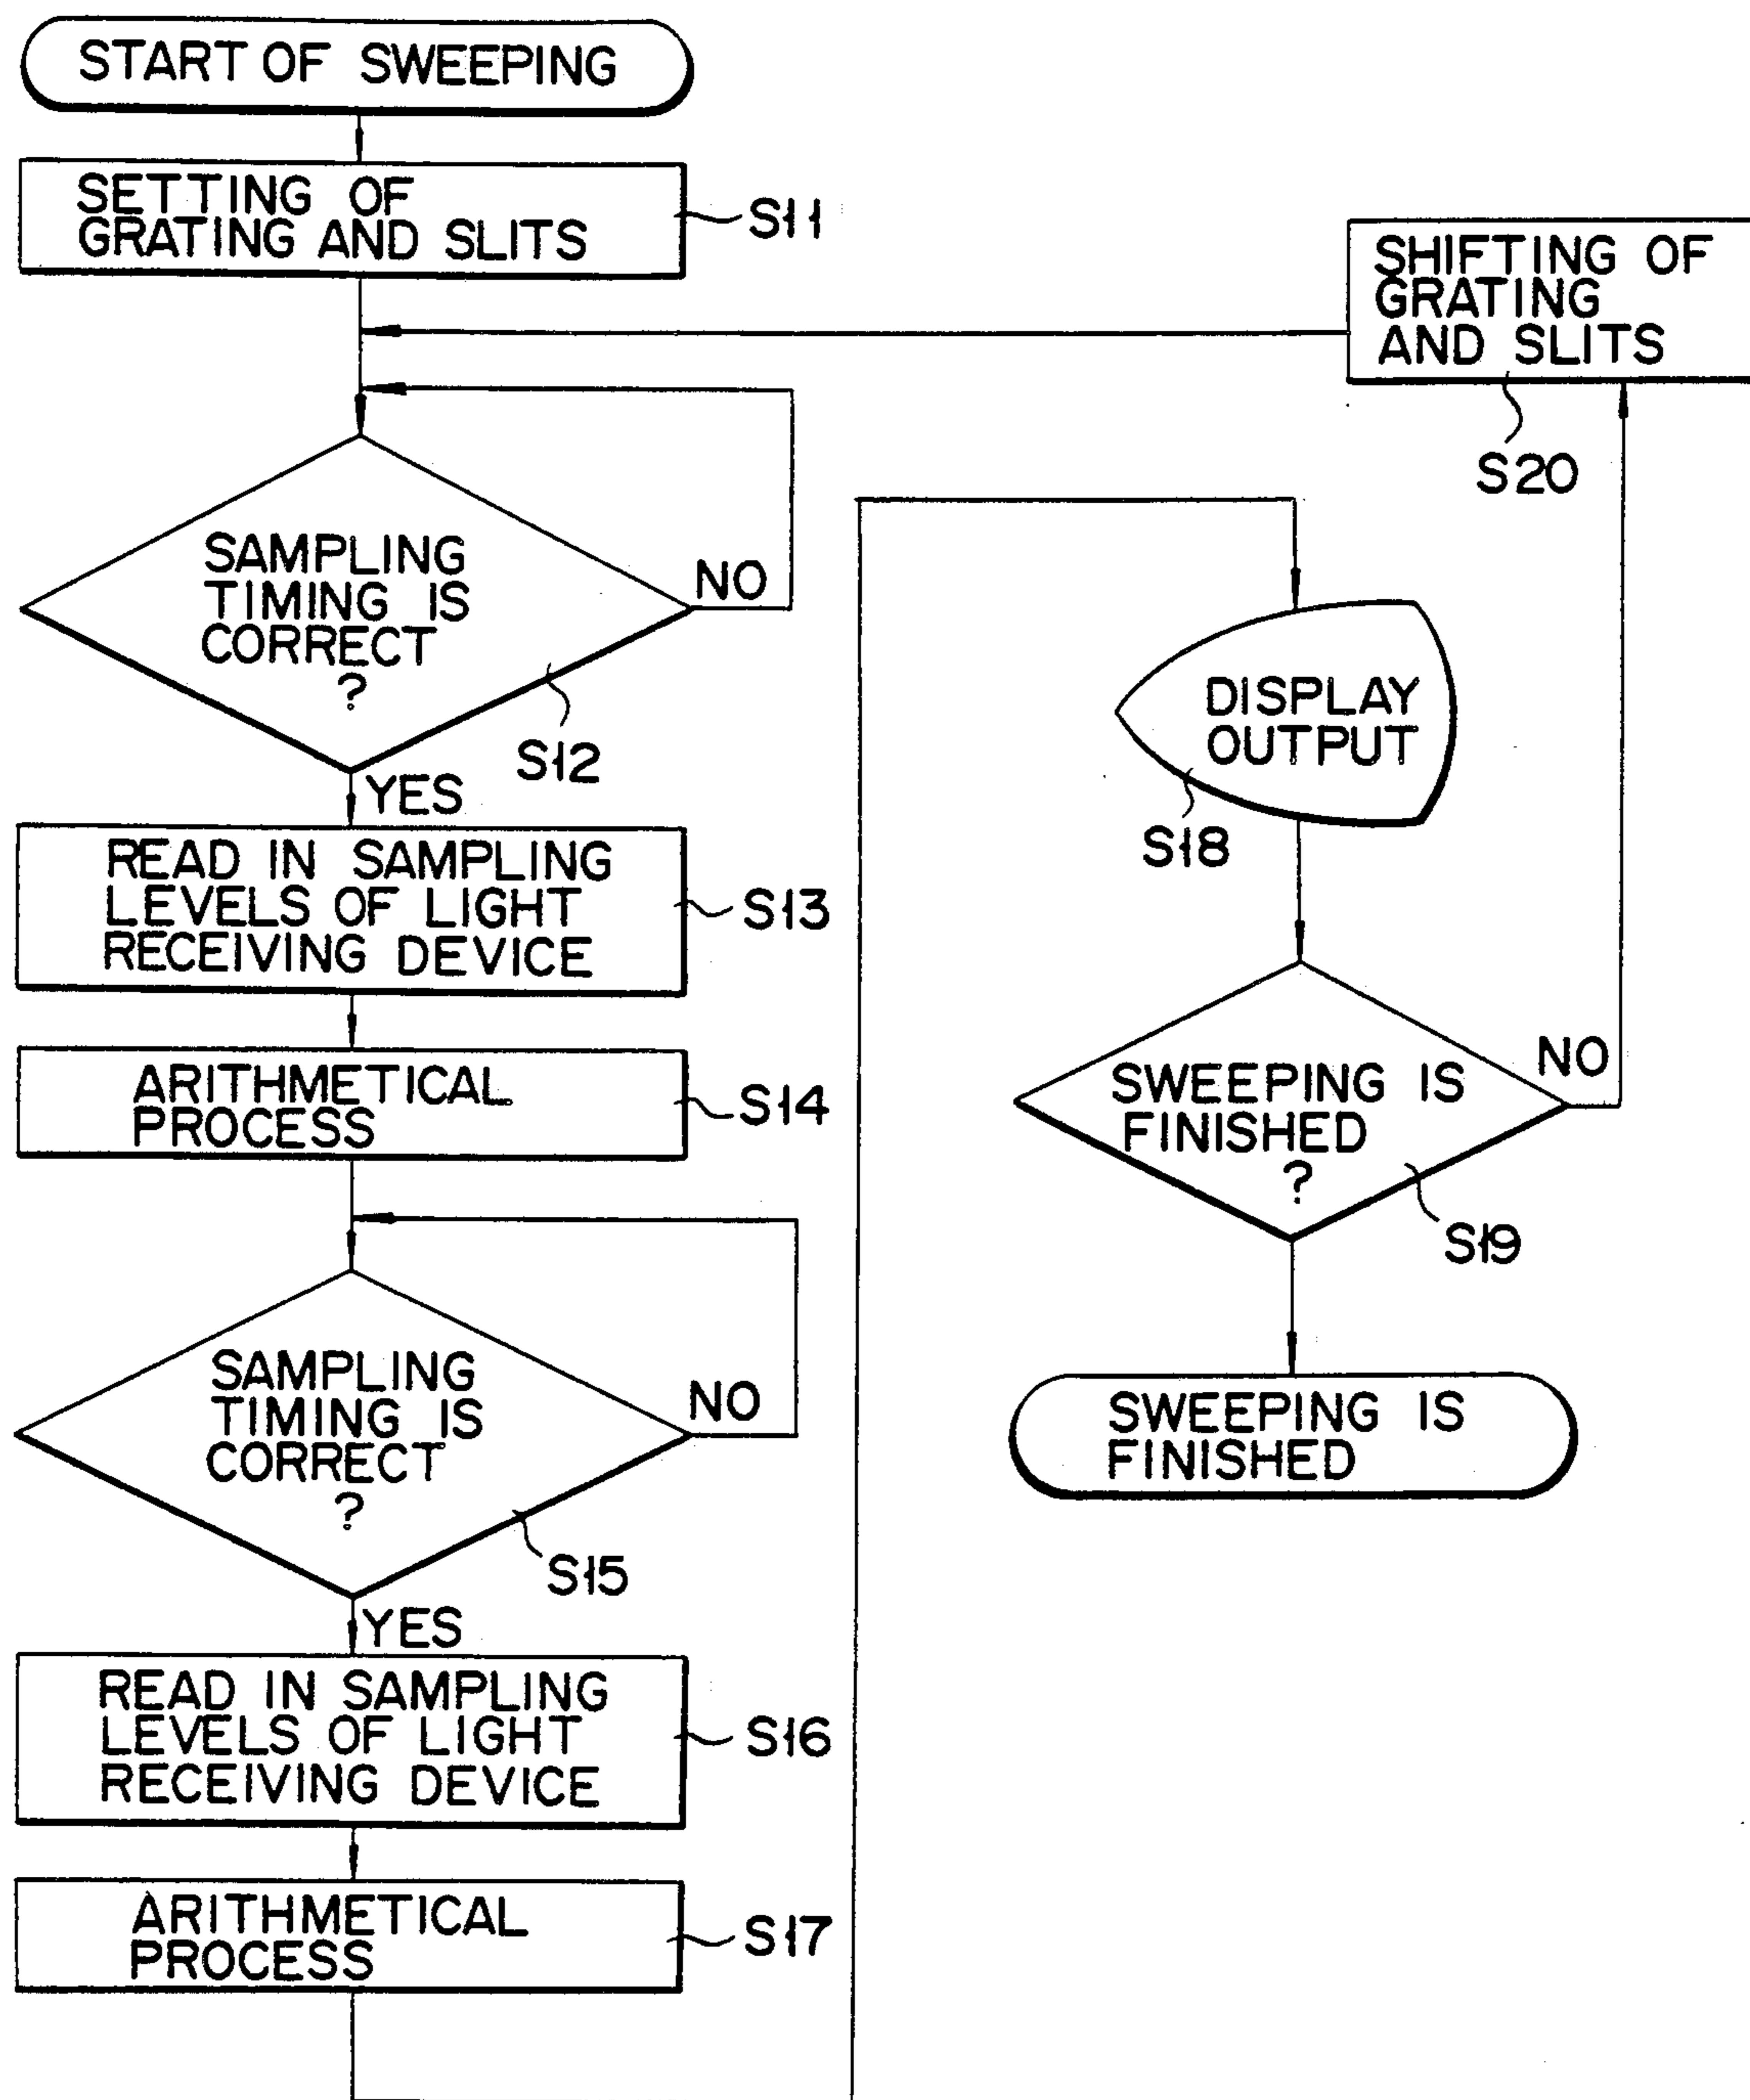 START OF SWEEPING
SETTING OF
GRATING AND SLITS
S11
SAMPLING
TIMING IS
CORRECT
?
NO
S12
YES
READ IN SAMPLING
LEVELS OF LIGHT
RECEIVING DEVICE
S13
ARITHMETICAL
PROCESS
S14
SAMPLING
TIMING IS
CORRECT
?
NO
S15
YES
READ IN SAMPLING
LEVELS OF LIGHT
RECEIVING DEVICE
S16
ARITHMETICAL
PROCESS
S17
DISPLAY
OUTPUT
S18
SWEEPING IS
FINISHED
?
NO
S19
SHIFTING OF
GRATING
AND SLITS
S20
SWEEPING IS
FINISHED